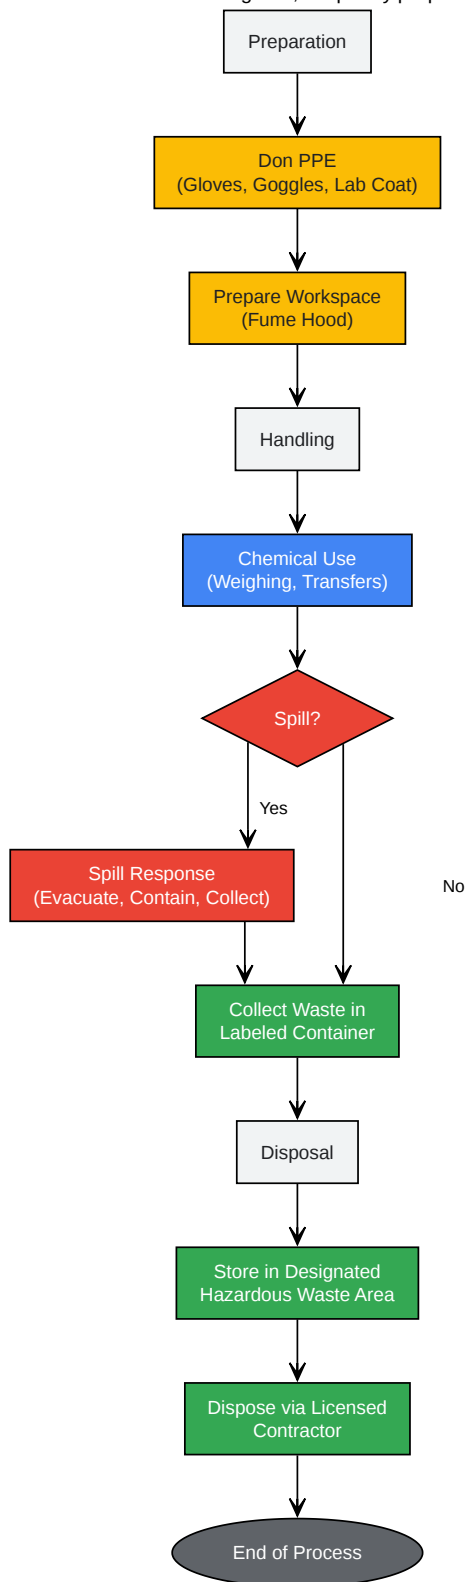 Preparation
Don PPE
(Gloves, Goggles, Lab Coat)
Prepare Workspace
(Fume Hood)
Handling
Chemical Use
(Weighing, Transfers)
Spill?
Yes
Spill Response
(Evacuate, Contain, Collect)
No
Collect Waste in
Labeled Container
Disposal
Store in Designated
Hazardous Waste Area
Dispose via Licensed
Contractor
End of Process